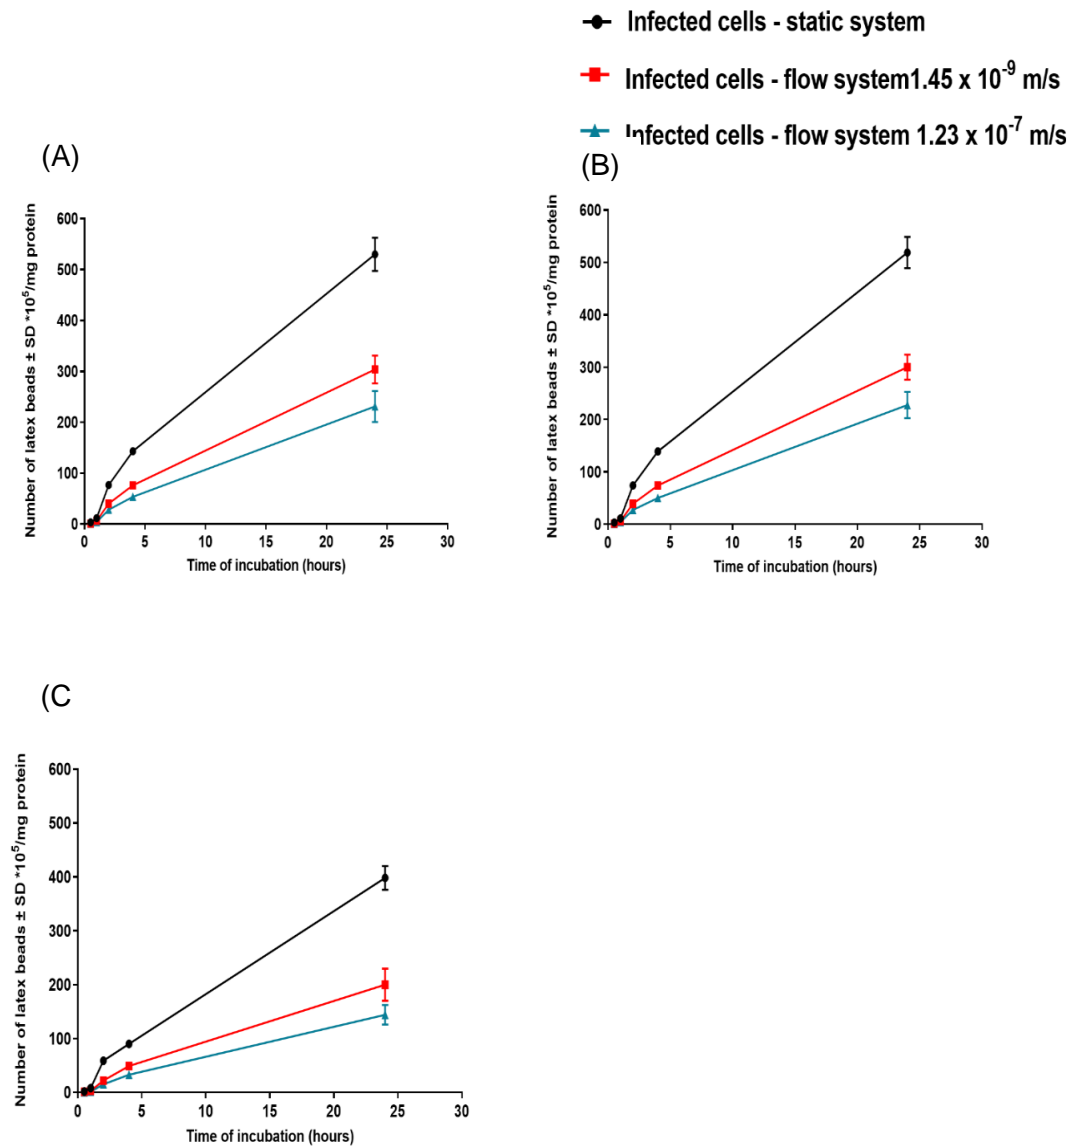 Infected cells - static system
Infected cells - flow system1.45 x 10⁻⁹ m/s
Infected cells - flow system 1.23 x 10⁻⁷ m/s
(A)
Number of latex beads ± SD *10⁵/mg protein
600
500
400
300
200
100
0
0 5 10 15 20 25 30
Time of incubation (hours)
(B)
Number of latex beads ± SD *10⁵/mg protein
600
500
400
300
200
100
0
0 5 10 15 20 25 30
Time of incubation (hours)
(C
Number of latex beads ± SD *10⁵/mg protein
600
500
400
300
200
100
0
0 5 10 15 20 25 30
Time of incubation (hours)